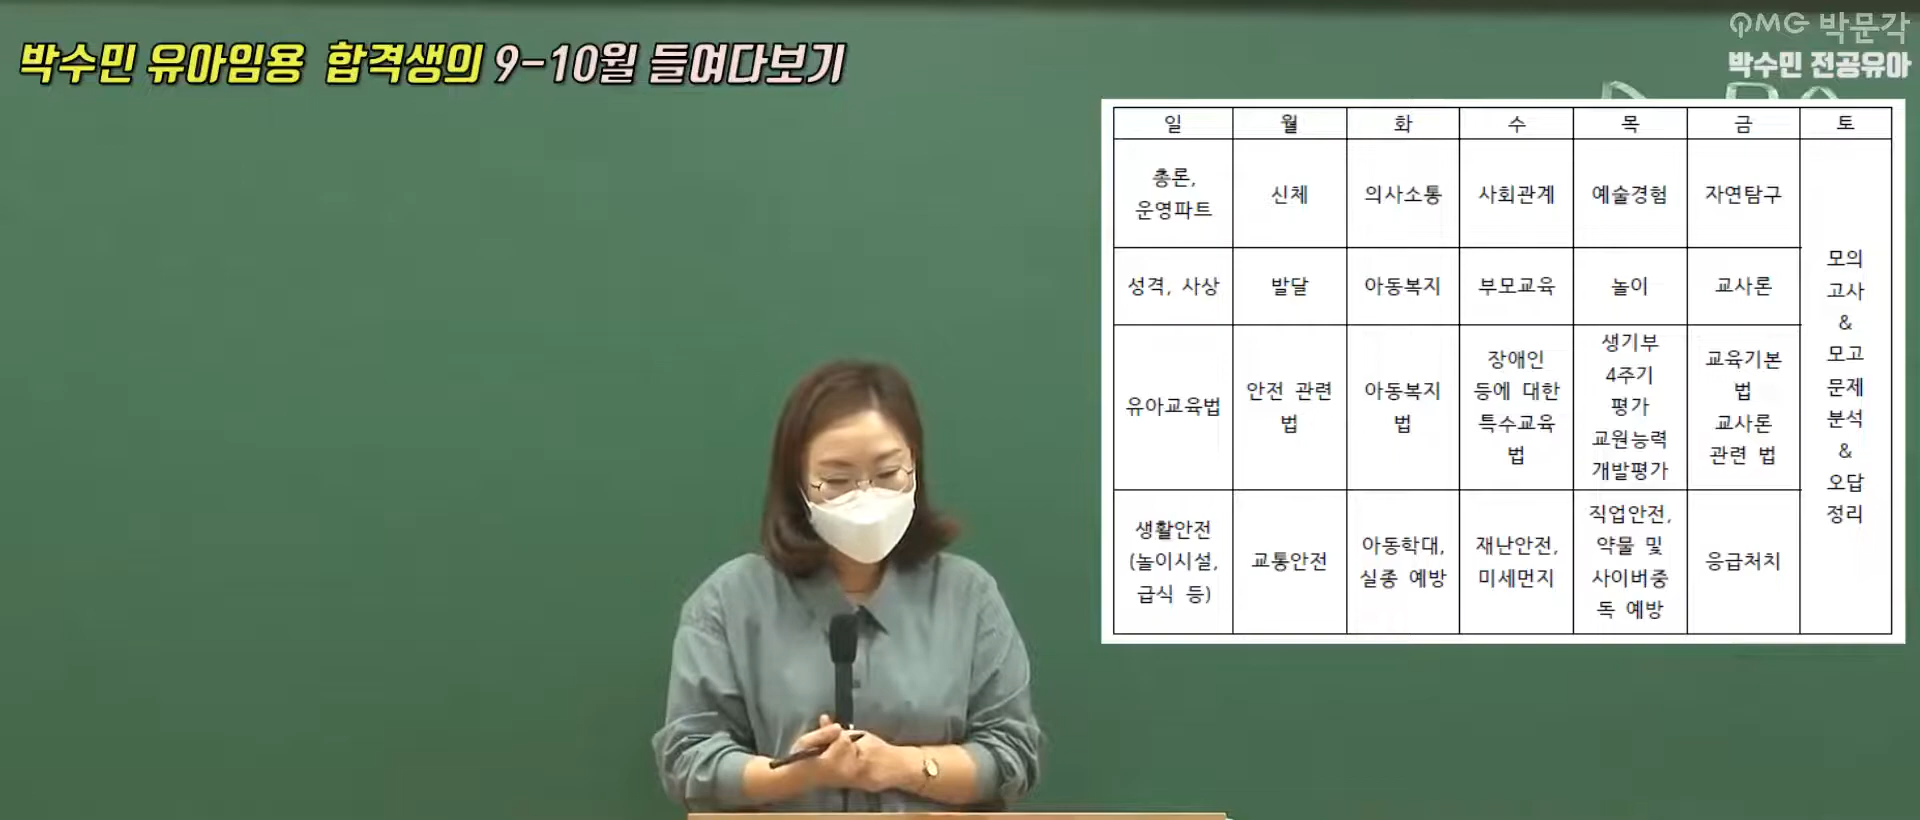 박수민 유아임용 합격생의 9-10월 들여다보기
PMG 박문각
박수민 전공유아
일 월 화 수 목 금 토
총론,
운영파트
신체
의사소통
사회관계
예술경험
자연탐구
성격, 사상
발달
아동복지
부모교육
놀이
교사론
유아교육법
안전 관련
법
아동복지
법
장애인
등에 대한
특수교육
법
생기부
4주기
평가
교원능력
개발평가
교육기본
법
교사론
관련 법
생활안전
(놀이시설,
급식 등)
교통안전
아동학대,
실종 예방
재난안전,
미세먼지
직업안전,
약물 및
사이버중
독 예방
응급처치
모의
고사
&
모고
문제
분석
&
오답
정리